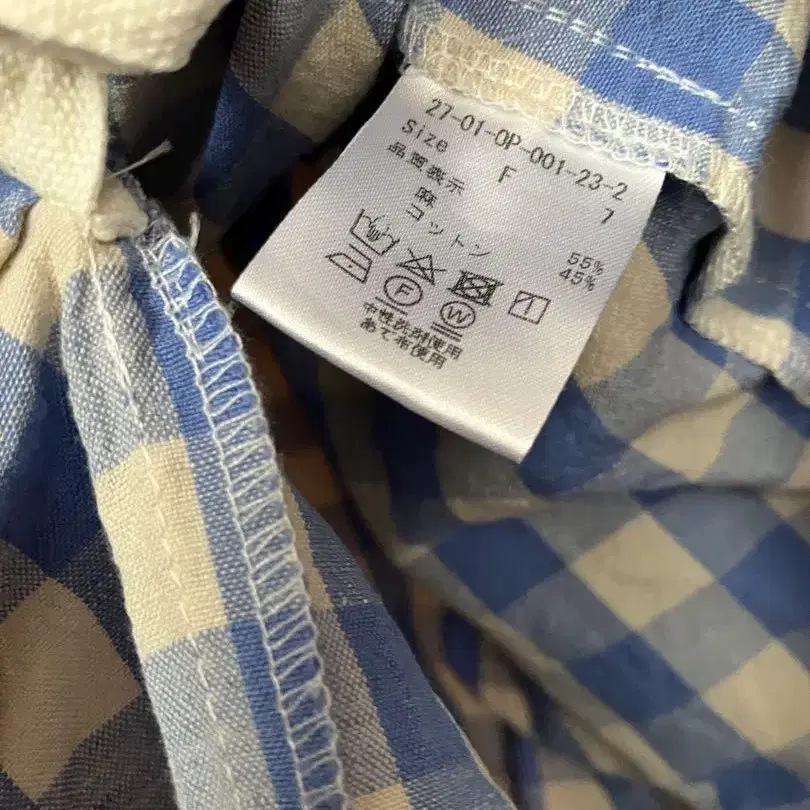 27-01-OP-001-23-2
Size F 7
品質表示
麻 55%
コットン 45%
F W
中性洗剤使用
あて布使用